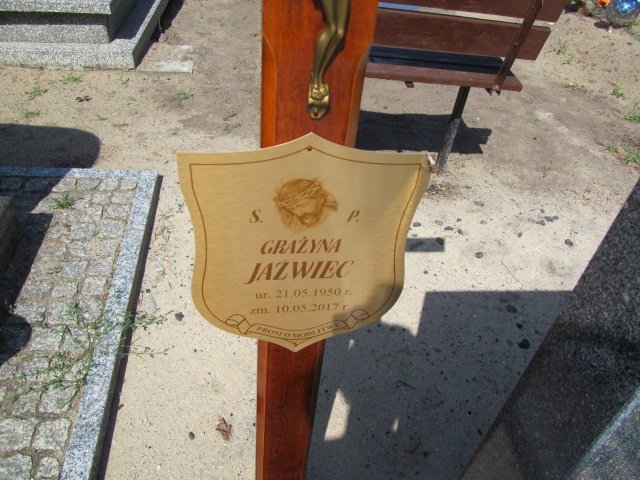 Ś. P.
GRAŻYNA
JAŹWIEC
ur. 21.05.1950 r.
zm. 10.05.2017 r
PROSI O MODLITWĘ